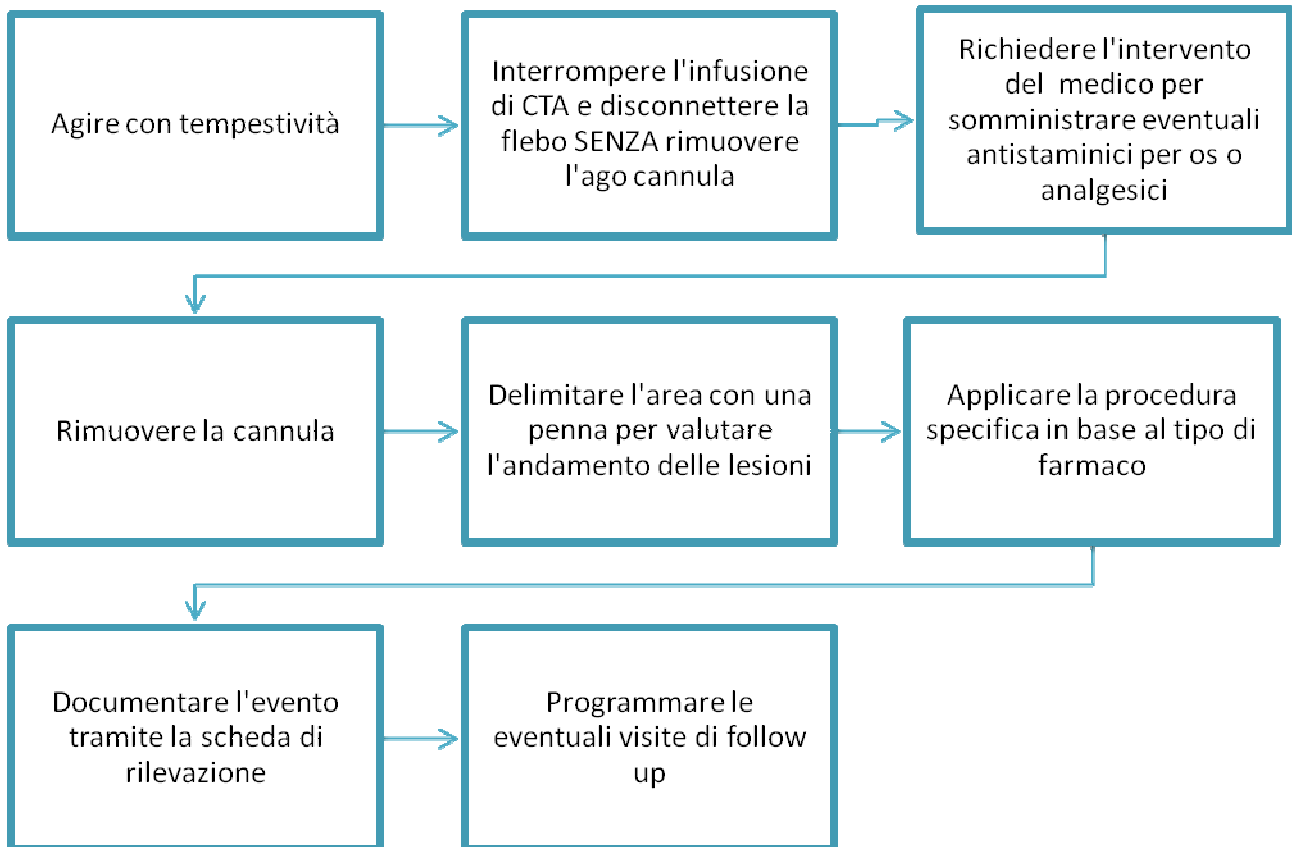 Agire con tempestività
Interrompere l'infusione
di CTA e disconnettere la
flebo SENZA rimuovere
l'ago cannula
Richiedere l'intervento
del medico per
somministrare eventuali
antistaminici per os o
analgesici
Rimuovere la cannula
Delimitare l'area con una
penna per valutare
l'andamento delle lesioni
Applicare la procedura
specifica in base al tipo di
farmaco
Documentare l'evento
tramite la scheda di
rilevazione
Programmare le
eventuali visite di follow
up